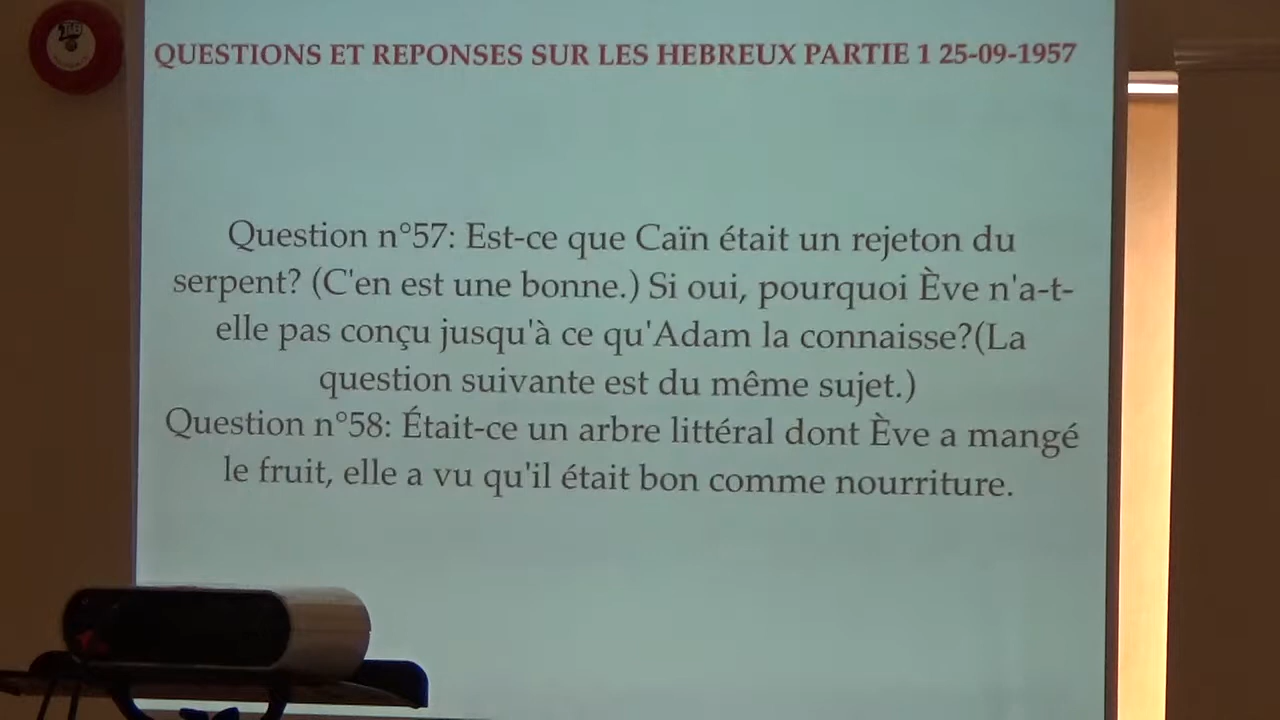 QUESTIONS ET REPONSES SUR LES HEBREUX PARTIE 1 25-09-1957
Question n°57: Est-ce que Caïn était un rejeton du
serpent? (C'en est une bonne.) Si oui, pourquoi Ève n'a-t-
elle pas conçu jusqu'à ce qu'Adam la connaisse?(La
question suivante est du même sujet.)
Question n°58: Était-ce un arbre littéral dont Ève a mangé
le fruit, elle a vu qu'il était bon comme nourriture.